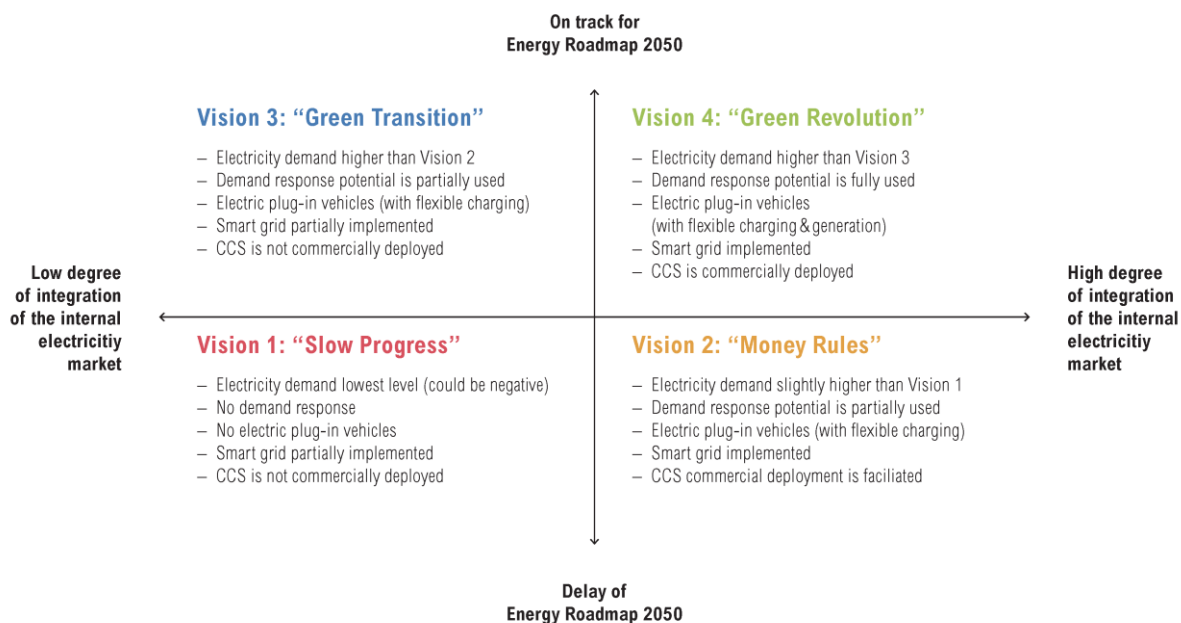 On track for
Energy Roadmap 2050
Vision 3: “Green Transition”
– Electricity demand higher than Vision 2
– Demand response potential is partially used
– Electric plug-in vehicles (with flexible charging)
– Smart grid partially implemented
– CCS is not commercially deployed
Vision 4: “Green Revolution”
– Electricity demand higher than Vision 3
– Demand response potential is fully used
– Electric plug-in vehicles
(with flexible charging & generation)
– Smart grid implemented
– CCS is commercially deployed
Low degree
of integration
of the internal
electricitiy
market
High degree
of integration
of the internal
electricitiy
market
Vision 1: “Slow Progress”
– Electricity demand lowest level (could be negative)
– No demand response
– No electric plug-in vehicles
– Smart grid partially implemented
– CCS is not commercially deployed
Vision 2: “Money Rules”
– Electricity demand slightly higher than Vision 1
– Demand response potential is partially used
– Electric plug-in vehicles (with flexible charging)
– Smart grid implemented
– CCS commercial deployment is faciliated
Delay of
Energy Roadmap 2050